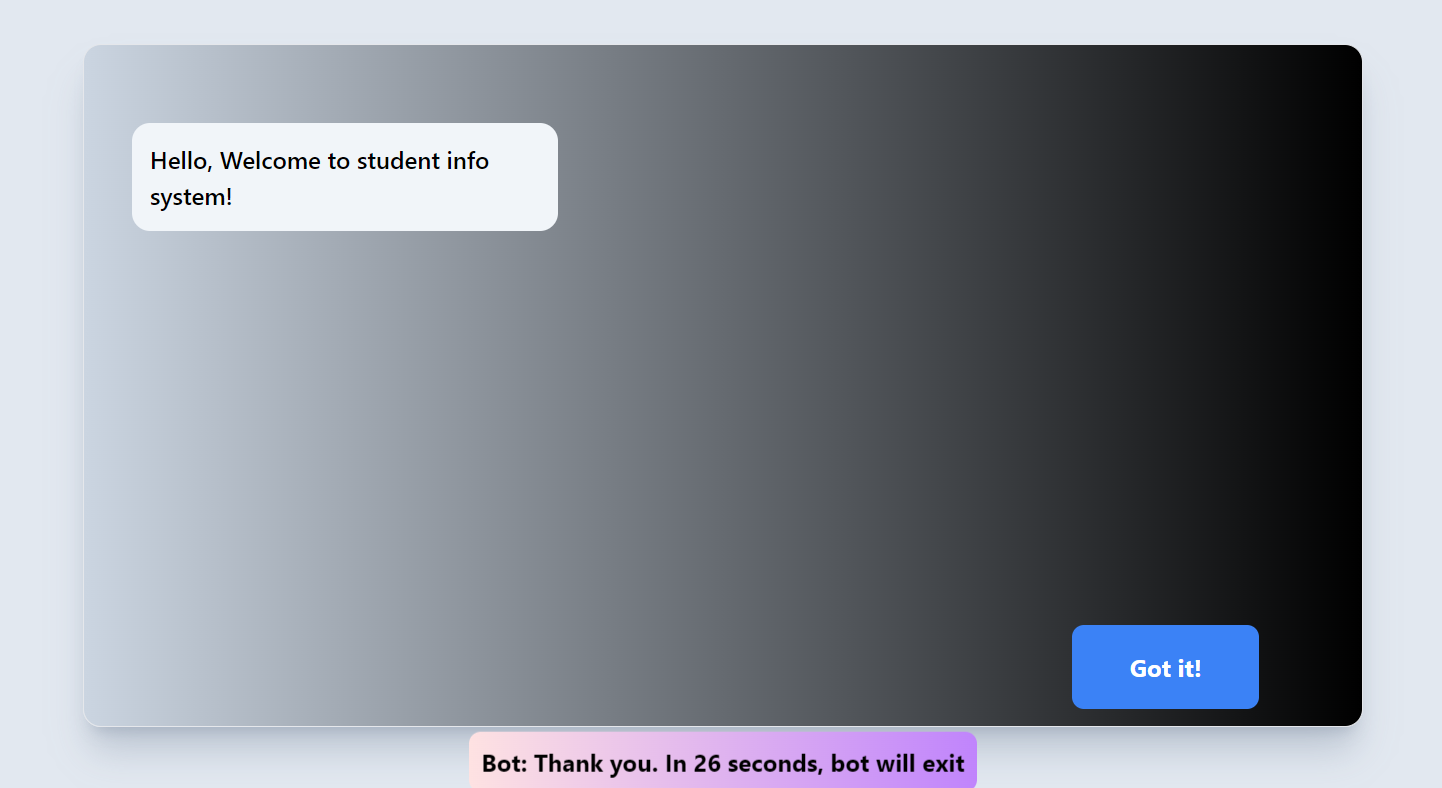 Hello, Welcome to student info
system!
Got it!
Bot: Thank you. In 26 seconds, bot will exit